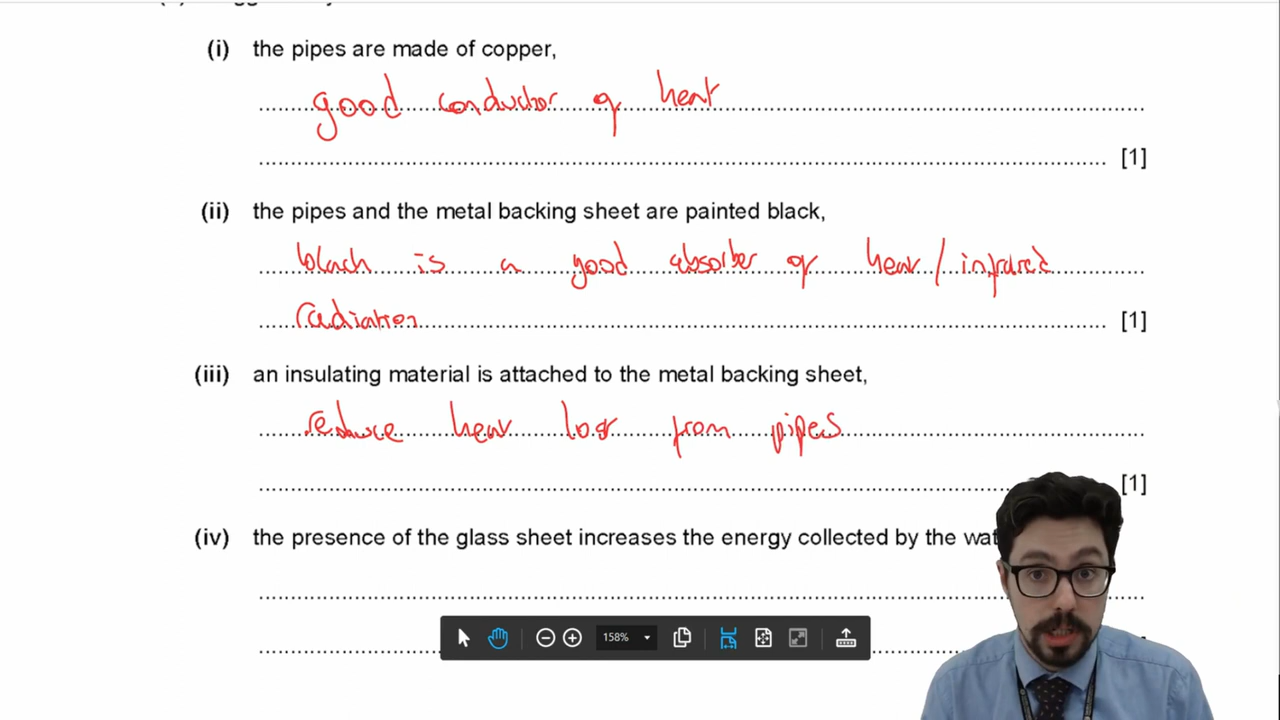 (i) the pipes are made of copper,
good conductor of heat
[1]
(ii) the pipes and the metal backing sheet are painted black,
black is a good absorber of heat / infrared
radiation
[1]
(iii) an insulating material is attached to the metal backing sheet,
reduce heat loss from pipes
[1]
(iv) the presence of the glass sheet increases the energy collected by the
158%